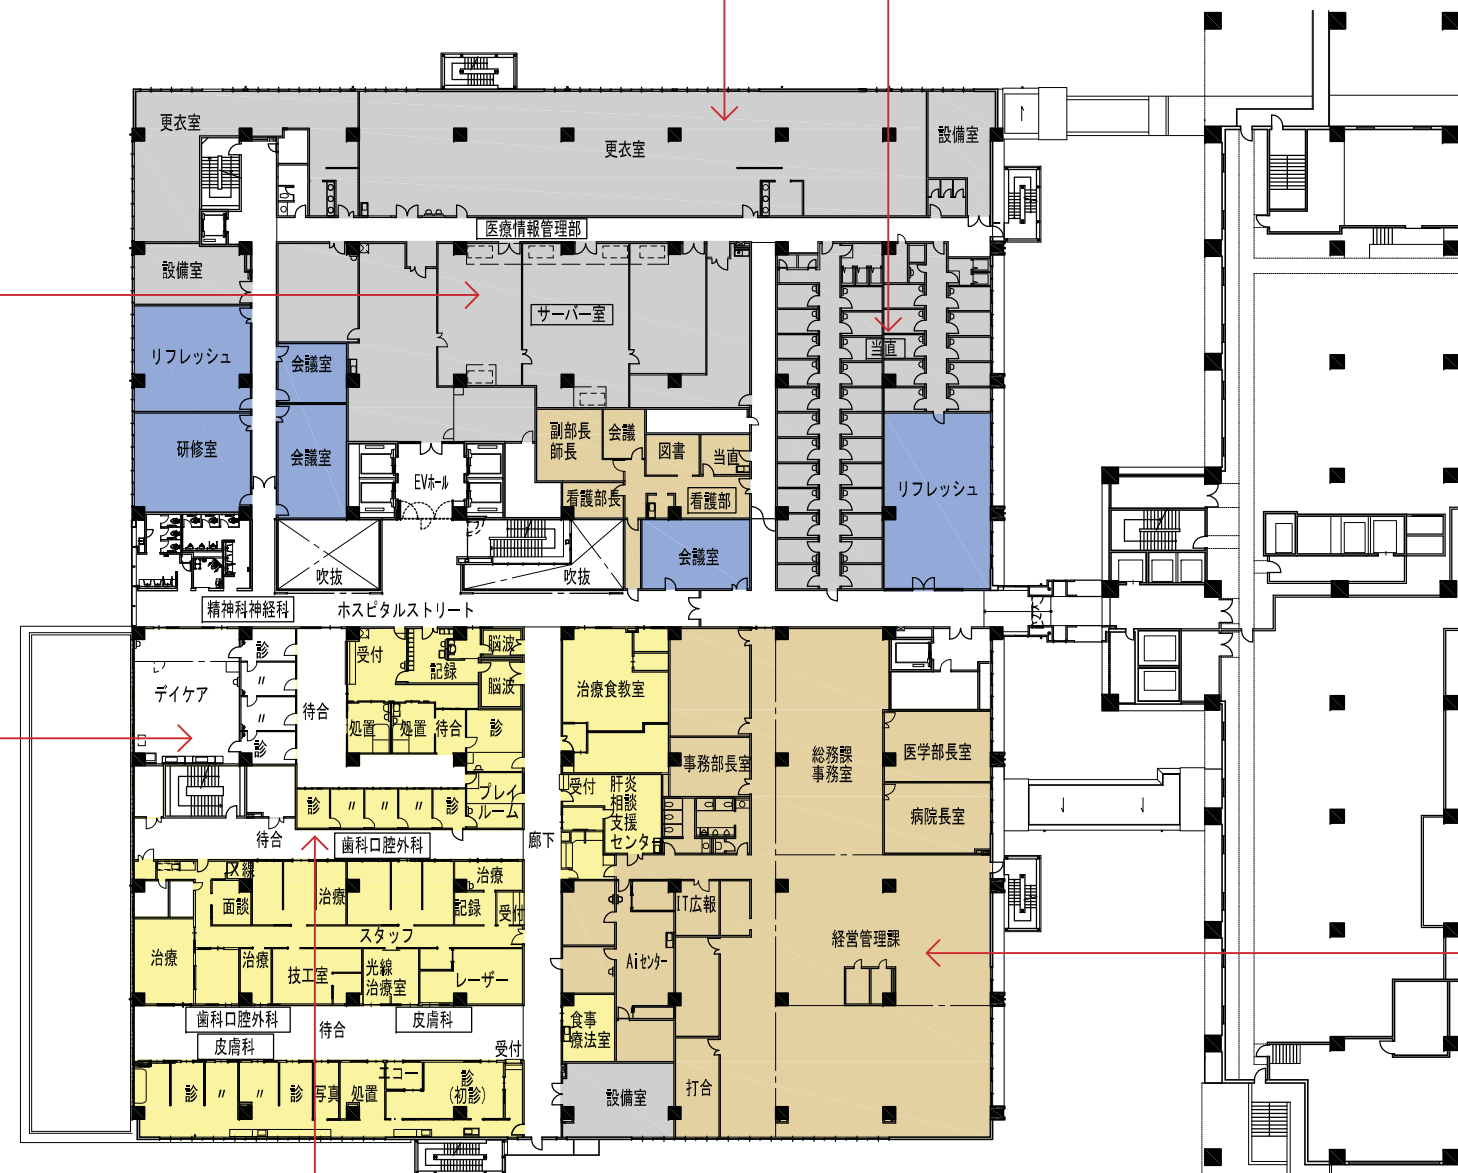 更衣室
更衣室
設備室
医療情報管理部
設備室
サーバー室
リフレッシュ
会議室
当直
研修室
会議室
副部長
師長
会議
図書
当直
EVホール
看護部長
看護部
リフレッシュ
吹抜
吹抜
会議室
精神科神経科
ホスピタルストリート
デイケア
診
〃
〃
診
待合
受付
記録
脳波
脳波
処置
処置
待合
診
治療食教室
事務部長室
総務課
事務室
医学部長室
病院長室
診
〃
〃
〃
診
プレイ
ルーム
受付
肝炎
相談
支援
センター
待合
歯科口腔外科
廊下
X線
面談
治療
治療
記録
受付
スタッフ
治療
治療
技工室
光線
治療室
レーザー
IT広報
Aiセンター
経営管理課
歯科口腔外科
皮膚科
待合
皮膚科
受付
食事
療法室
診
〃
〃
診
写真
処置
エコー
診
(初診)
設備室
打合